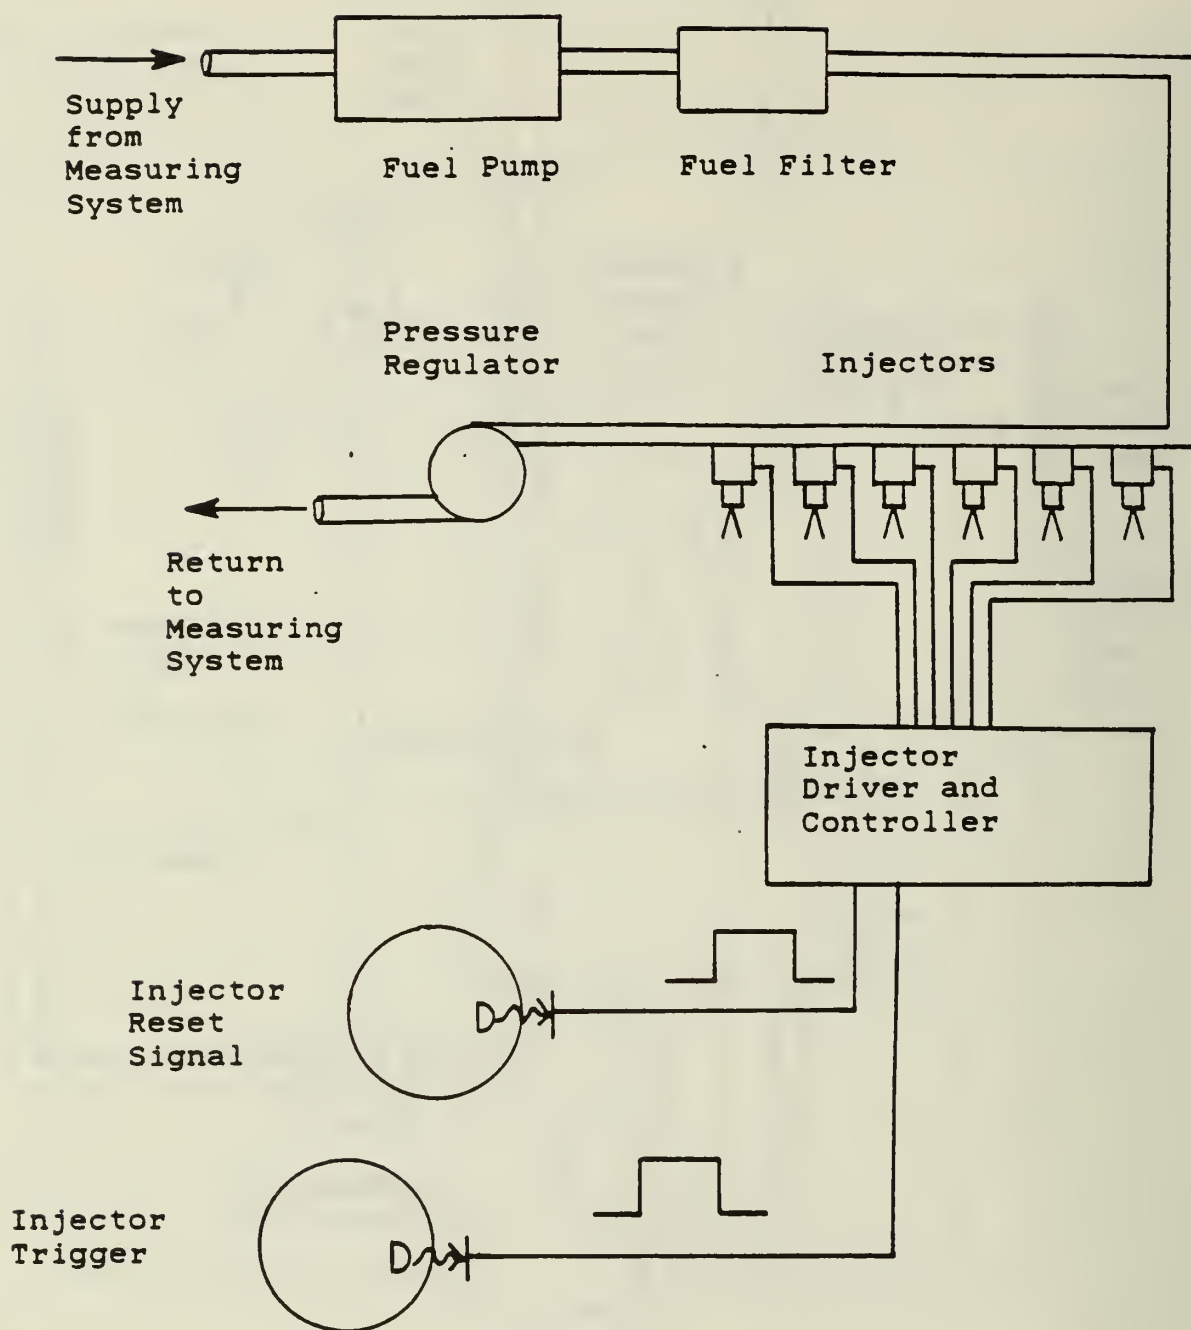 Supply
from
Measuring
System
Fuel Pump
Fuel Filter
Pressure
Regulator
Injectors
Return
to
Measuring
System
Injector
Driver and
Controller
Injector
Reset
Signal
Injector
Trigger